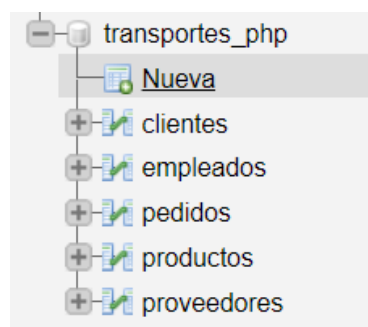 transportes_php
Nueva
clientes
empleados
pedidos
productos
proveedores